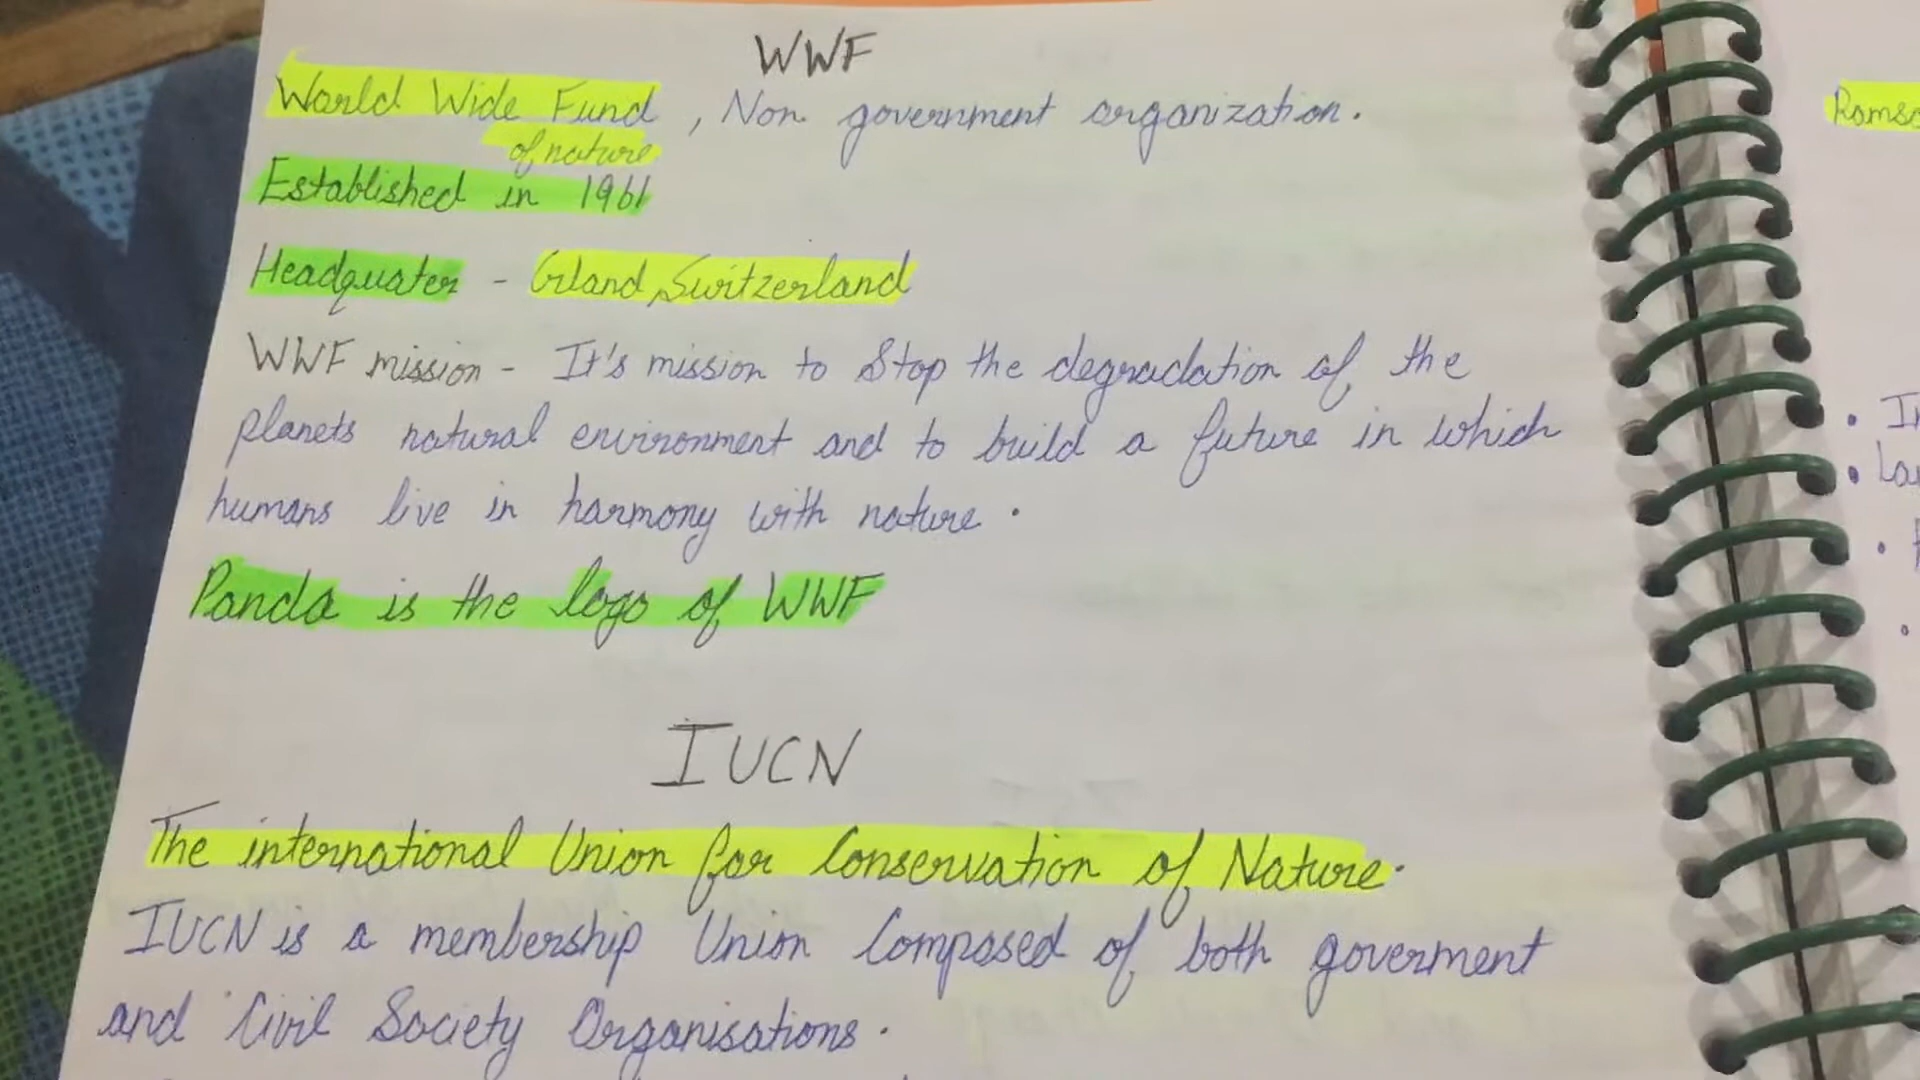 WWF
World Wide Fund , Non government organization.
of nature
Established in 1961
Headquater - Gland, Switzerland
WWF mission - It's mission to Stop the degradation of the
planets natural environment and to build a future in which
humans live in harmony with nature.
Panda is the logo of WWF
IUCN
The international Union for Conservation of Nature.
IUCN is a membership Union Composed of both goverment
and Civil Society Organisations.